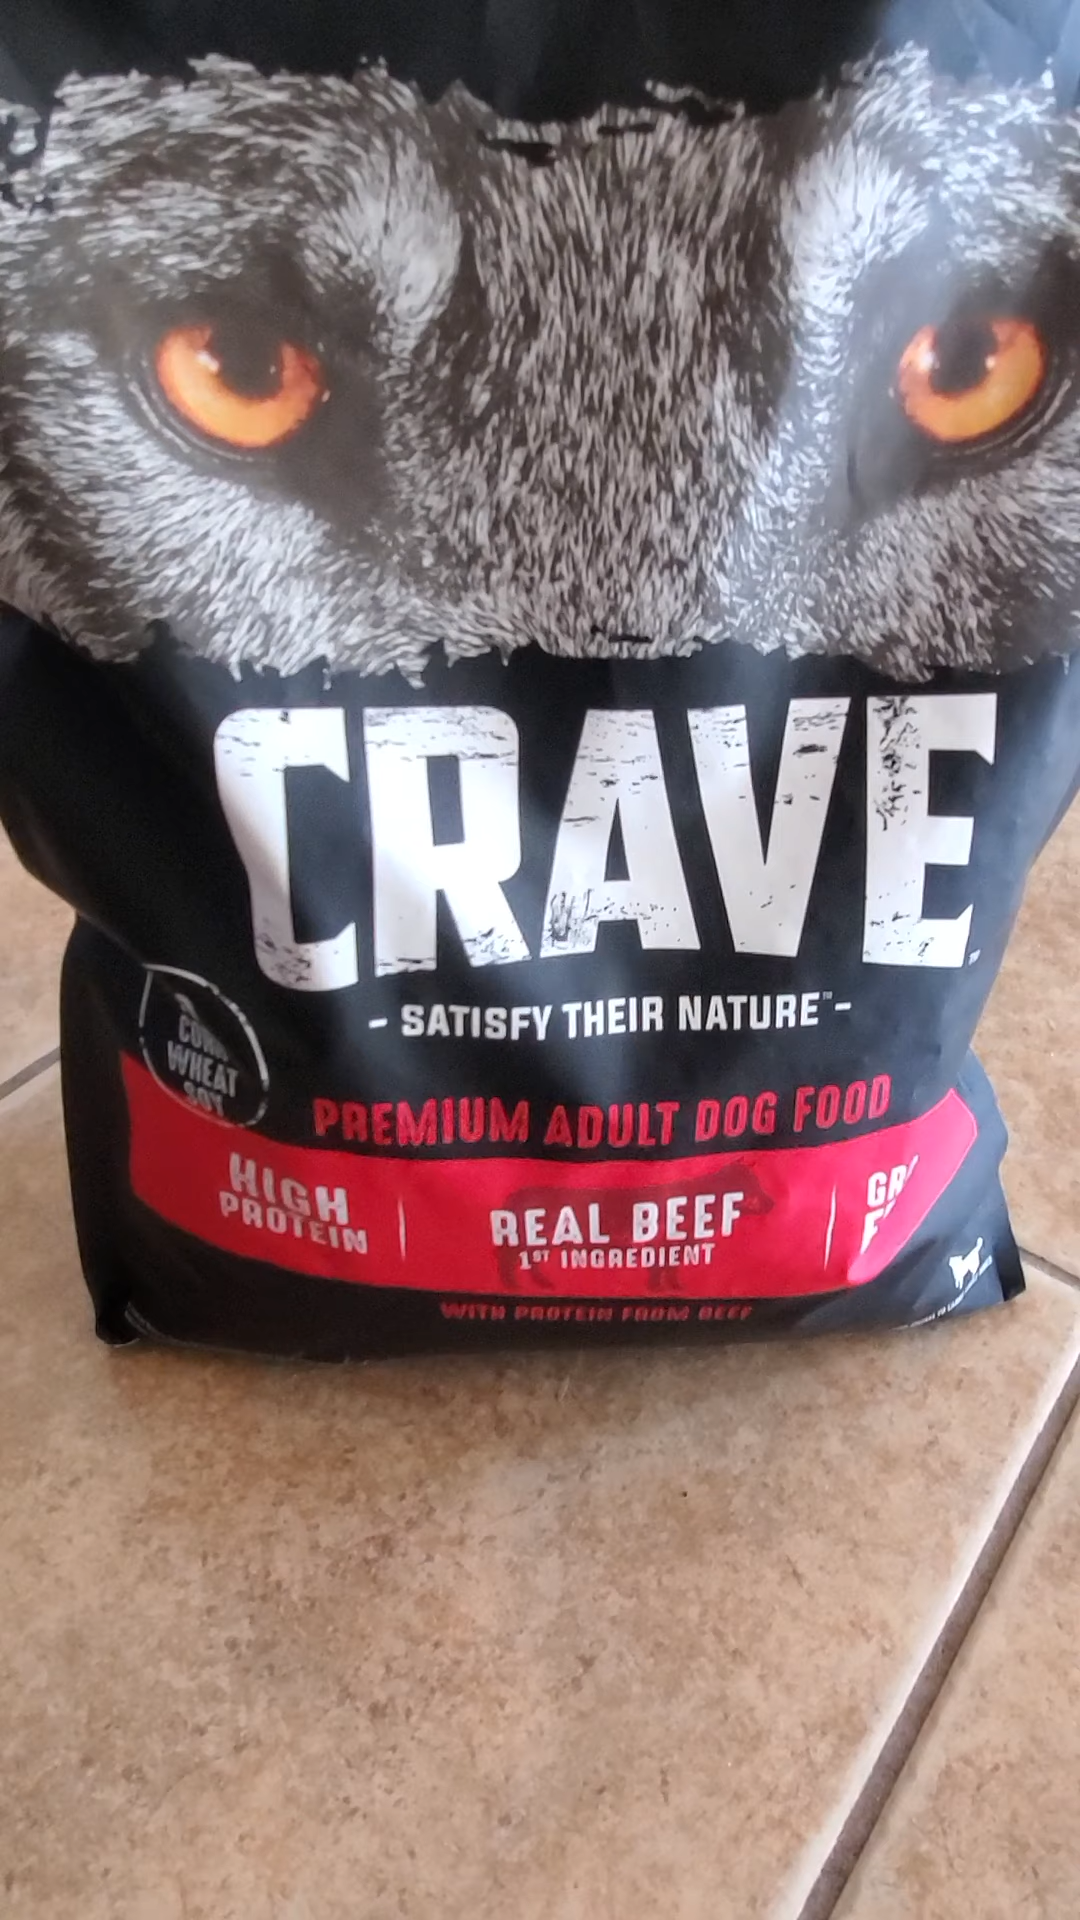 CRAVE
- SATISFY THEIR NATURE™ -
CORN
WHEAT
SOY
PREMIUM ADULT DOG FOOD
HIGH
PROTEIN
REAL BEEF
1ST INGREDIENT
WITH PROTEIN FROM BEEF